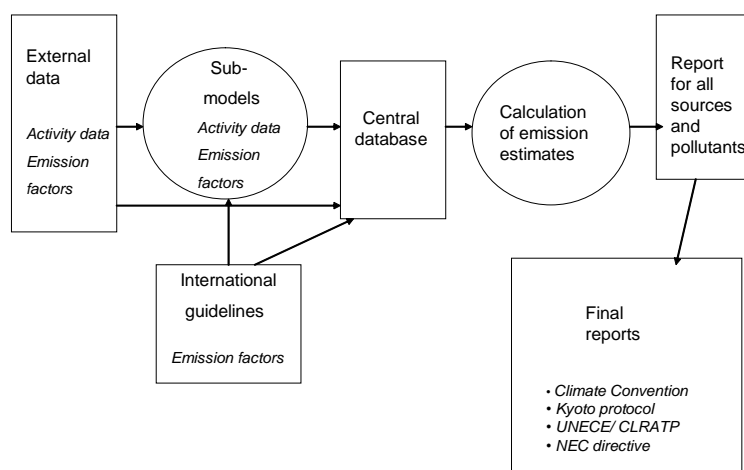 External
data
Activity data
Emission
factors
Sub-
models
Activity data
Emission
factors
Central
database
Calculation
of emission
estimates
Report
for all
sources
and
pollutants
International
guidelines
Emission factors
Final
reports
• Climate Convention
• Kyoto protocol
• UNECE/ CLRATP
• NEC directive